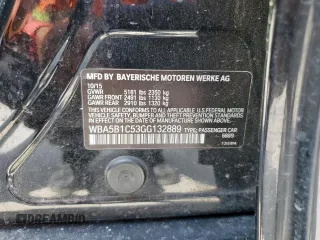 MFD BY BAYERISCHE MOTOREN WERKE AG
10/15
GVWR 5181 lbs 2350 kg
GAWR FRONT 2491 lbs 1130 kg
GAWR REAR 2910 lbs 1320 kg
THIS VEHICLE CONFORMS TO ALL APPLICABLE
FEDERAL MOTOR VEHICLE SAFETY, BUMPER,
AND THEFT PREVENTION STANDARDS IN EFFECT ON
THE DATE OF MANUFACTURE SHOWN ABOVE.
WBA5B1C53GG132889 TYPE: PASSENGER CAR
DREAMBID